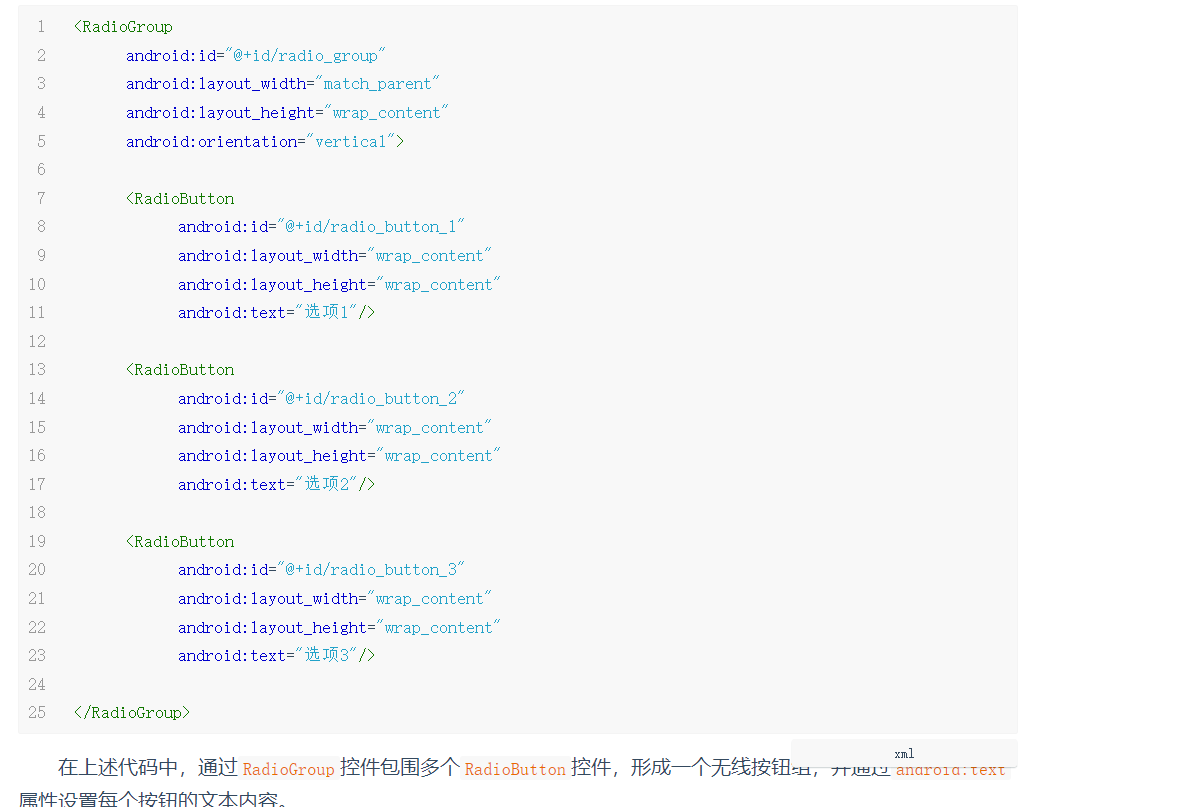 1 <RadioGroup
2 android:id="@+id/radio_group"
3 android:layout_width="match_parent"
4 android:layout_height="wrap_content"
5 android:orientation="vertical">
6
7 <RadioButton
8 android:id="@+id/radio_button_1"
9 android:layout_width="wrap_content"
10 android:layout_height="wrap_content"
11 android:text="选项1"/>
12
13 <RadioButton
14 android:id="@+id/radio_button_2"
15 android:layout_width="wrap_content"
16 android:layout_height="wrap_content"
17 android:text="选项2"/>
18
19 <RadioButton
20 android:id="@+id/radio_button_3"
21 android:layout_width="wrap_content"
22 android:layout_height="wrap_content"
23 android:text="选项3"/>
24
25 </RadioGroup>
xml
在上述代码中，通过 RadioGroup 控件包围多个 RadioButton 控件，形成一个无线按钮组，并通过 android:text
属性设置每个按钮的文本内容。